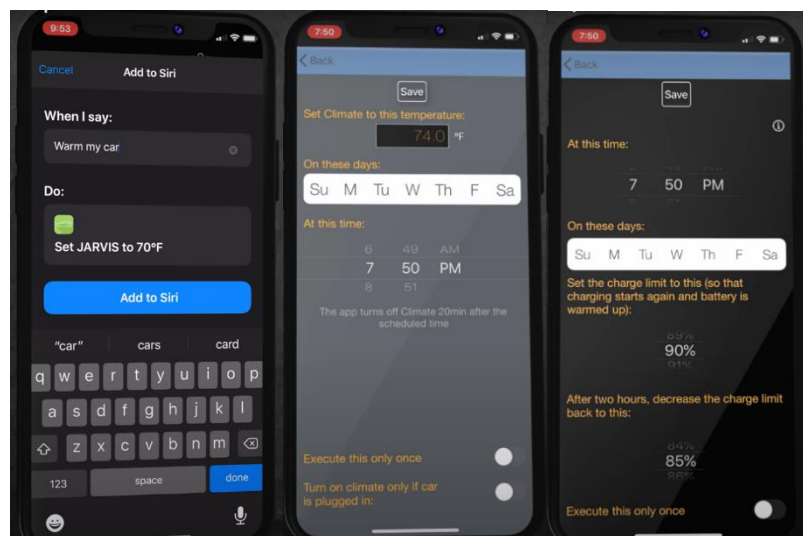 9:53
Cancel
Add to Siri
When I say:
Warm my car
Do:
Set JARVIS to 70°F
Add to Siri
"car" cars card
q w e r t y u i o p
a s d f g h j k l
z x c v b n m
123 space done
7:50
Back
Save
Set Climate to this temperature:
74.0 °F
On these days:
Su M Tu W Th F Sa
At this time:
6 49 AM
7 50 PM
8 51
The app turns off Climate 20min after the
scheduled time
Execute this only once
Turn on climate only if car
is plugged in:
7:50
Back
Save
At this time:
7 50 PM
On these days:
Su M Tu W Th F Sa
Set the charge limit to this (so that
charging starts again and battery is
warmed up):
89%
90%
91%
After two hours, decrease the charge limit
back to this:
84%
85%
86%
Execute this only once